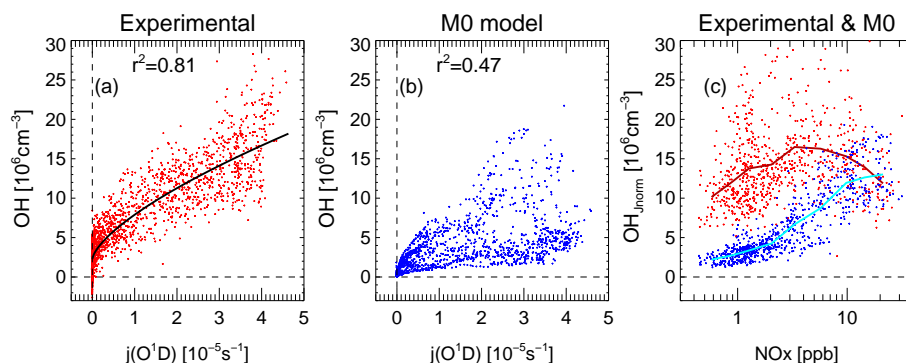 Experimental
M0 model
Experimental & M0
r²=0.81
(a)
OH [10⁶cm⁻³]
30
25
20
15
10
5
0
0 1 2 3 4 5
j(O¹D) [10⁻⁵s⁻¹]
r²=0.47
(b)
OH [10⁶cm⁻³]
30
25
20
15
10
5
0
0 1 2 3 4 5
j(O¹D) [10⁻⁵s⁻¹]
(c)
OH_Jnorm [10⁶cm⁻³]
30
25
20
15
10
5
0
1 10
NOx [ppb]